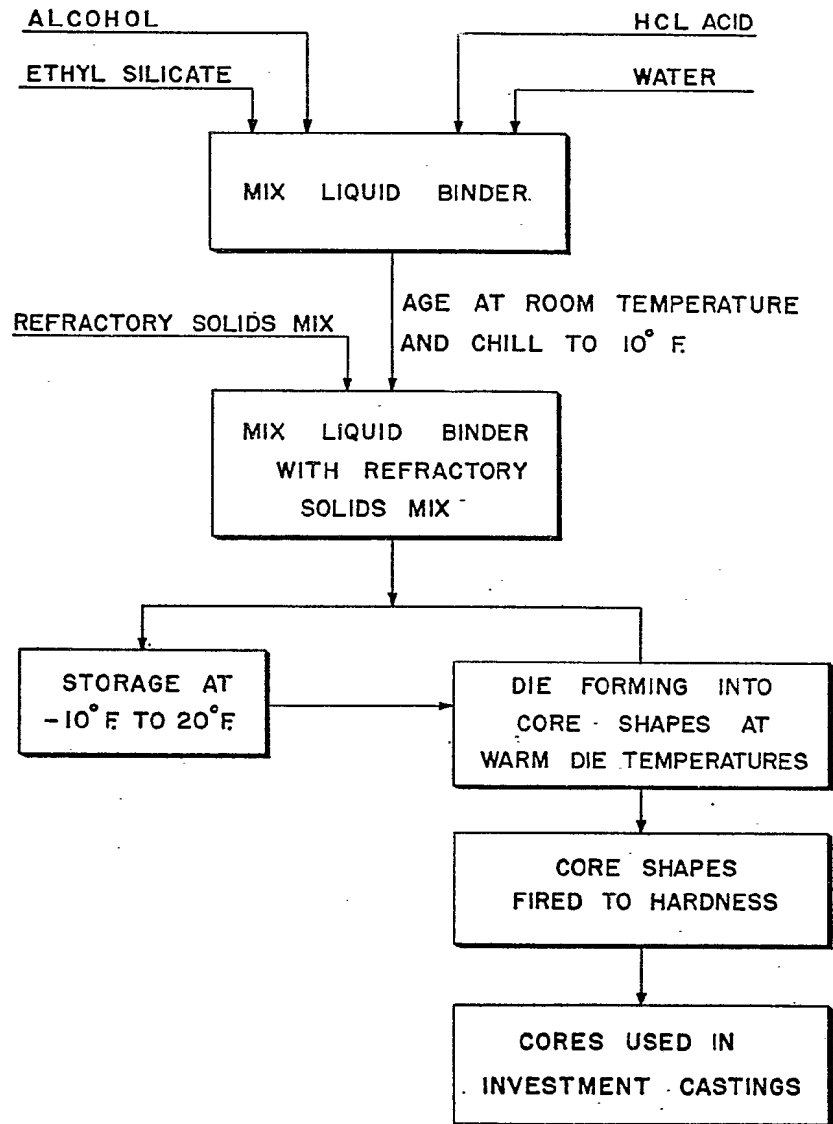 ALCOHOL
HCL ACID
ETHYL SILICATE
WATER
MIX LIQUID BINDER.
AGE AT ROOM TEMPERATURE
AND CHILL TO 10° F.
REFRACTORY SOLIDS MIX
MIX LIQUID BINDER
WITH REFRACTORY
SOLIDS MIX
STORAGE AT
-10° F. TO 20° F.
DIE FORMING INTO
CORE SHAPES AT
WARM DIE TEMPERATURES
CORE SHAPES
FIRED TO HARDNESS
CORES USED IN
INVESTMENT CASTINGS